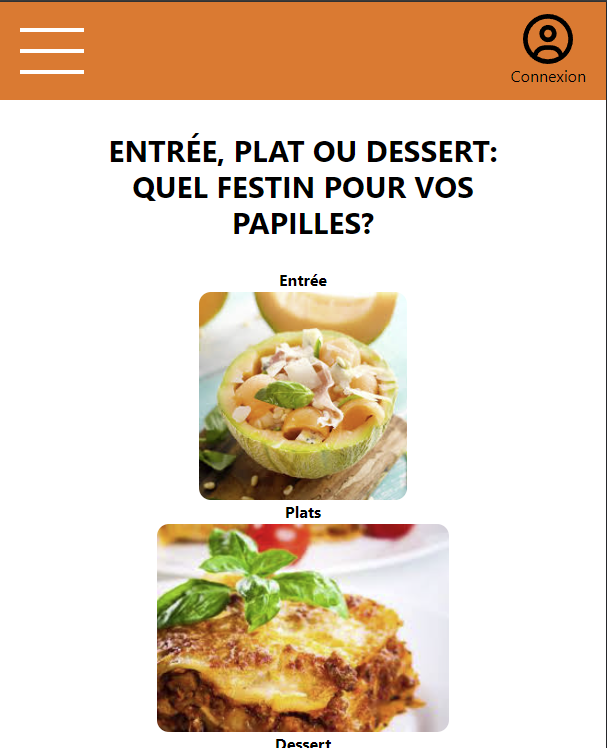 Connexion
ENTRÉE, PLAT OU DESSERT:
QUEL FESTIN POUR VOS
PAPILLES?
Entrée
Plats
Dessert